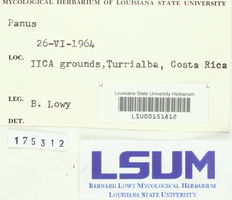 MYCOLOGICAL HERBARIUM OF LOUISIANA STATE UNIVERSITY
Panus
26-VI-1964
LOC. IICA grounds, Turrialba, Costa Rica
Louisiana State University Herbarium
LSU00151812
LEG. B. Lowy
DET.
175312
LSUM
BERNARD LOWY MYCOLOGICAL HERBARIUM
LOUISIANA STATE UNIVERSITY